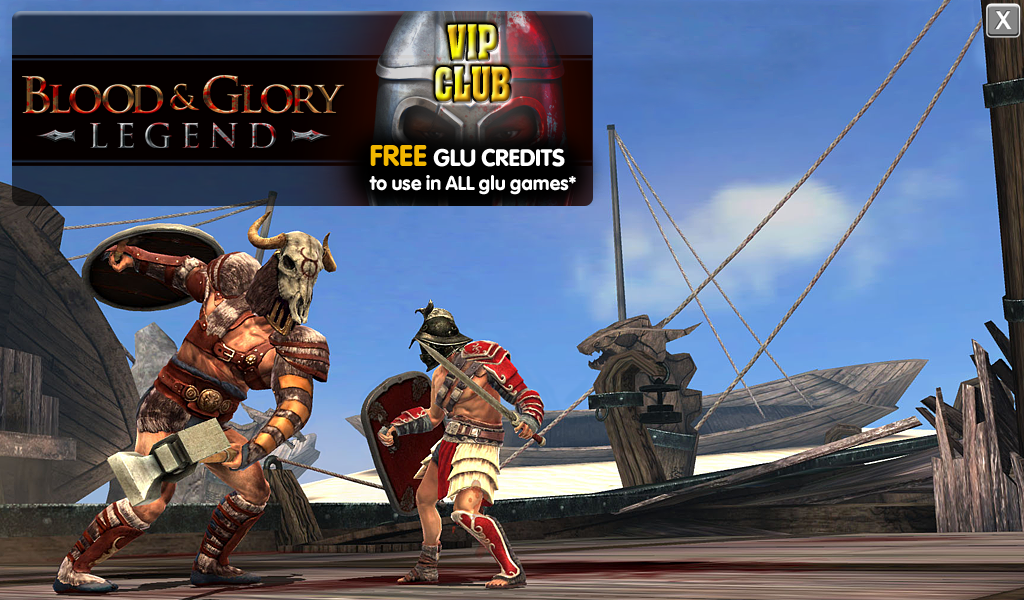 BLOOD & GLORY
LEGEND
VIP
CLUB
FREE GLU CREDITS
to use in ALL glu games*
X